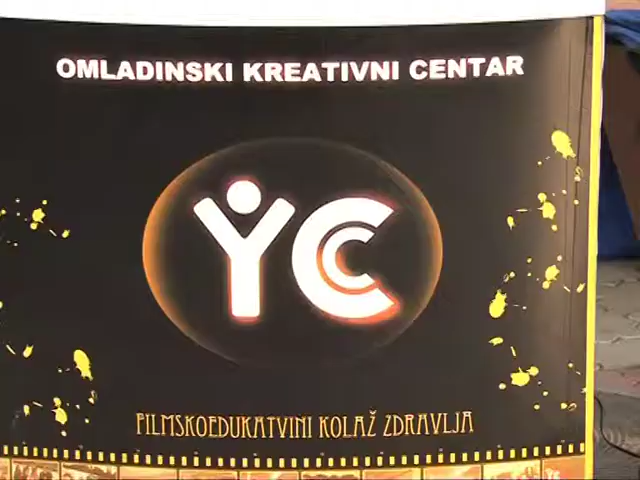 OMLADINSKI KREATIVNI CENTAR
YCC
FILMSKOEDUKATVINI KOLAŽ ZDRAVLJA